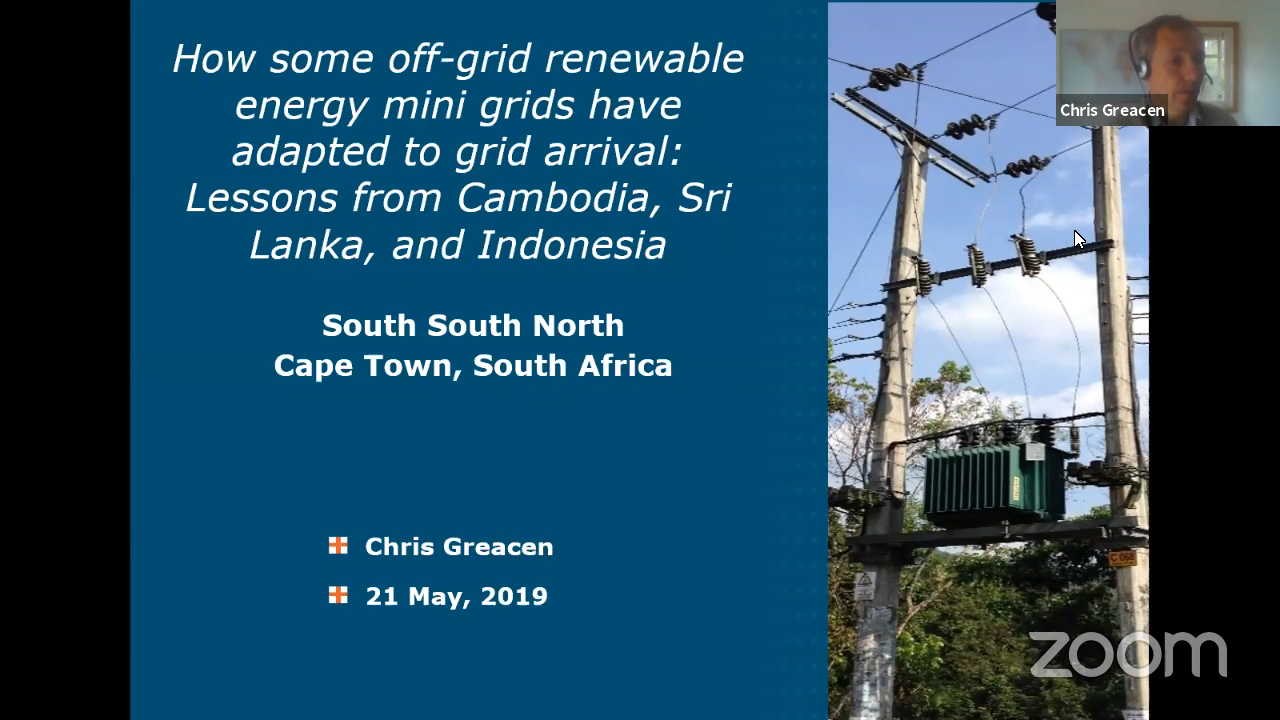 How some off-grid renewable
energy mini grids have
adapted to grid arrival:
Lessons from Cambodia, Sri
Lanka, and Indonesia
South South North
Cape Town, South Africa
Chris Greacen
21 May, 2019
Chris Greacen
zoom